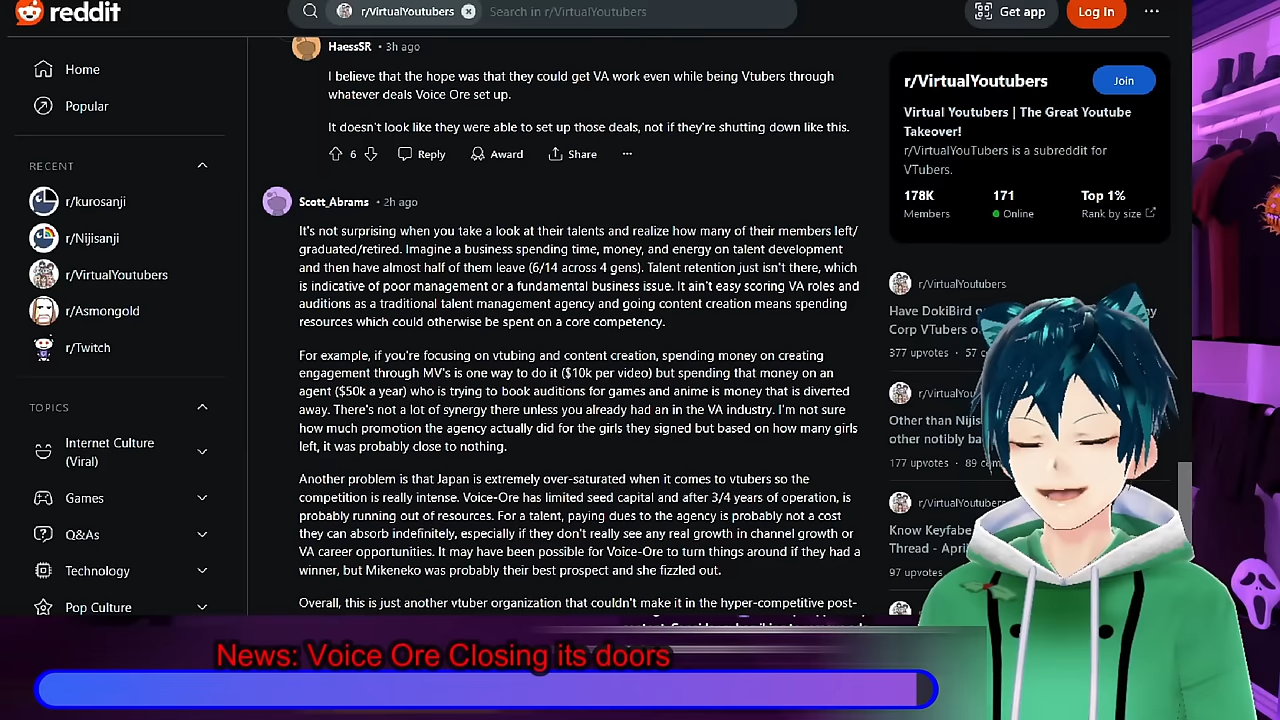 reddit
r/VirtualYoutubers
Search in r/VirtualYoutubers
Get app
Log In
Home
Popular
RECENT
r/kurosanji
r/Nijisanji
r/VirtualYoutubers
r/Asmongold
r/Twitch
TOPICS
Internet Culture
(Viral)
Games
Q&As
Technology
Pop Culture
HaessSR • 3h ago
I believe that the hope was that they could get VA work even while being Vtubers through
whatever deals Voice Ore set up.
It doesn't look like they were able to set up those deals, not if they're shutting down like this.
6
Reply
Award
Share
Scott_Abrams • 2h ago
It's not surprising when you take a look at their talents and realize how many of their members left/
graduated/retired. Imagine a business spending time, money, and energy on talent development
and then have almost half of them leave (6/14 across 4 gens). Talent retention just isn't there, which
is indicative of poor management or a fundamental business issue. It ain't easy scoring VA roles and
auditions as a traditional talent management agency and going content creation means spending
resources which could otherwise be spent on a core competency.
For example, if you're focusing on vtubing and content creation, spending money on creating
engagement through MV's is one way to do it ($10k per video) but spending that money on an
agent ($50k a year) who is trying to book auditions for games and anime is money that is diverted
away. There's not a lot of synergy there unless you already had an in the VA industry. I'm not sure
how much promotion the agency actually did for the girls they signed but based on how many girls
left, it was probably close to nothing.
Another problem is that Japan is extremely over-saturated when it comes to vtubers so the
competition is really intense. Voice-Ore has limited seed capital and after 3/4 years of operation, is
probably running out of resources. For a talent, paying dues to the agency is probably not a cost
they can absorb indefinitely, especially if they don't really see any real growth in channel growth or
VA career opportunities. It may have been possible for Voice-Ore to turn things around if they had a
winner, but Mikeneko was probably their best prospect and she fizzled out.
Overall, this is just another vtuber organization that couldn't make it in the hyper-competitive post-
r/VirtualYoutubers
Join
Virtual Youtubers | The Great Youtube
Takeover!
r/VirtualYouTubers is a subreddit for
VTubers.
178K
171
Top 1%
Members
Online
Rank by size
r/VirtualYoutubers
Have DokiBird o
Corp VTubers o
377 upvotes • 57
r/VirtualYoutu
Other than Nijis
other notibly ba
177 upvotes • 89 com
r/VirtualYoutu
Know Keyfabe
Thread - April
97 upvotes
News: Voice Ore Closing its doors